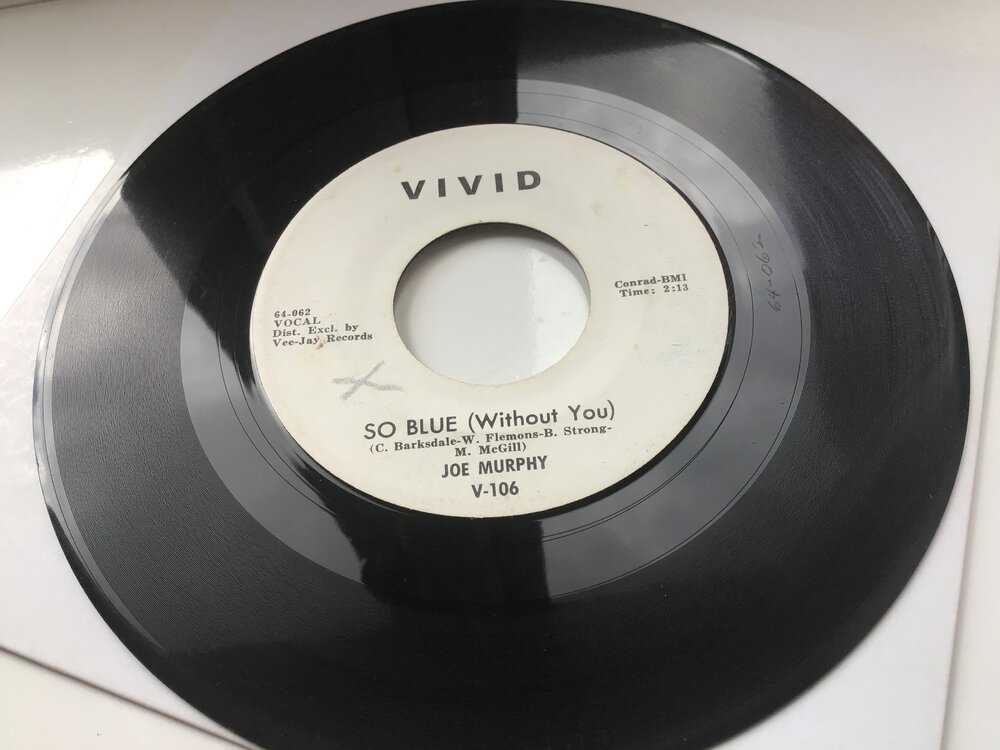 VIVID
64-062
VOCAL
Dist. Excl. by
Vee-Jay Records
Conrad-BMI
Time: 2:13
SO BLUE (Without You)
(C. Barksdale-W. Flemons-B. Strong-
M. McGill)
JOE MURPHY
V-106
64-062